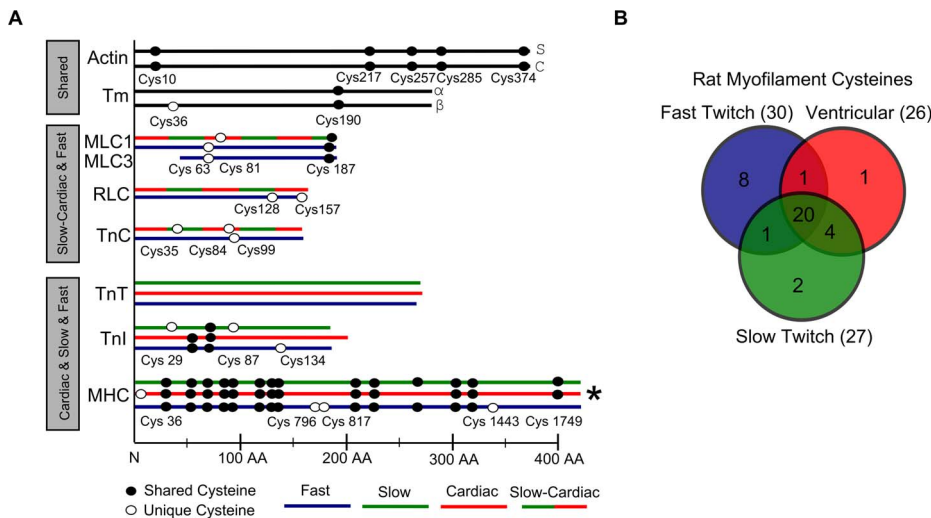 A
Shared
Actin
S
C
Cys10
Cys217
Cys257
Cys285
Cys374
Tm
α
β
Cys36
Cys190
Slow-Cardiac & Fast
MLC1
MLC3
Cys 63
Cys 81
Cys 187
RLC
Cys128
Cys157
TnC
Cys35
Cys84
Cys99
Cardiac & Slow & Fast
TnT
TnI
Cys 29
Cys 87
Cys134
MHC
*
Cys 36
Cys 796
Cys 817
Cys 1443
Cys 1749
N
100 AA
200 AA
300 AA
400 AA
Shared Cysteine
Unique Cysteine
Fast
Slow
Cardiac
Slow-Cardiac
B
Rat Myofilament Cysteines
Fast Twitch (30)
Ventricular (26)
8
1
1
20
1
4
2
Slow Twitch (27)